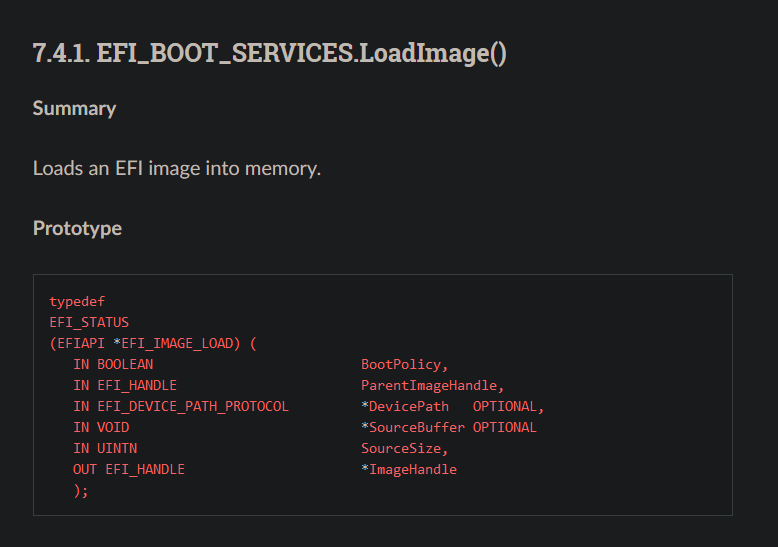 7.4.1. EFI_BOOT_SERVICES.LoadImage()
Summary
Loads an EFI image into memory.
Prototype
typedef
EFI_STATUS
(EFIAPI *EFI_IMAGE_LOAD) (
IN BOOLEAN BootPolicy,
IN EFI_HANDLE ParentImageHandle,
IN EFI_DEVICE_PATH_PROTOCOL *DevicePath OPTIONAL,
IN VOID *SourceBuffer OPTIONAL
IN UINTN SourceSize,
OUT EFI_HANDLE *ImageHandle
);